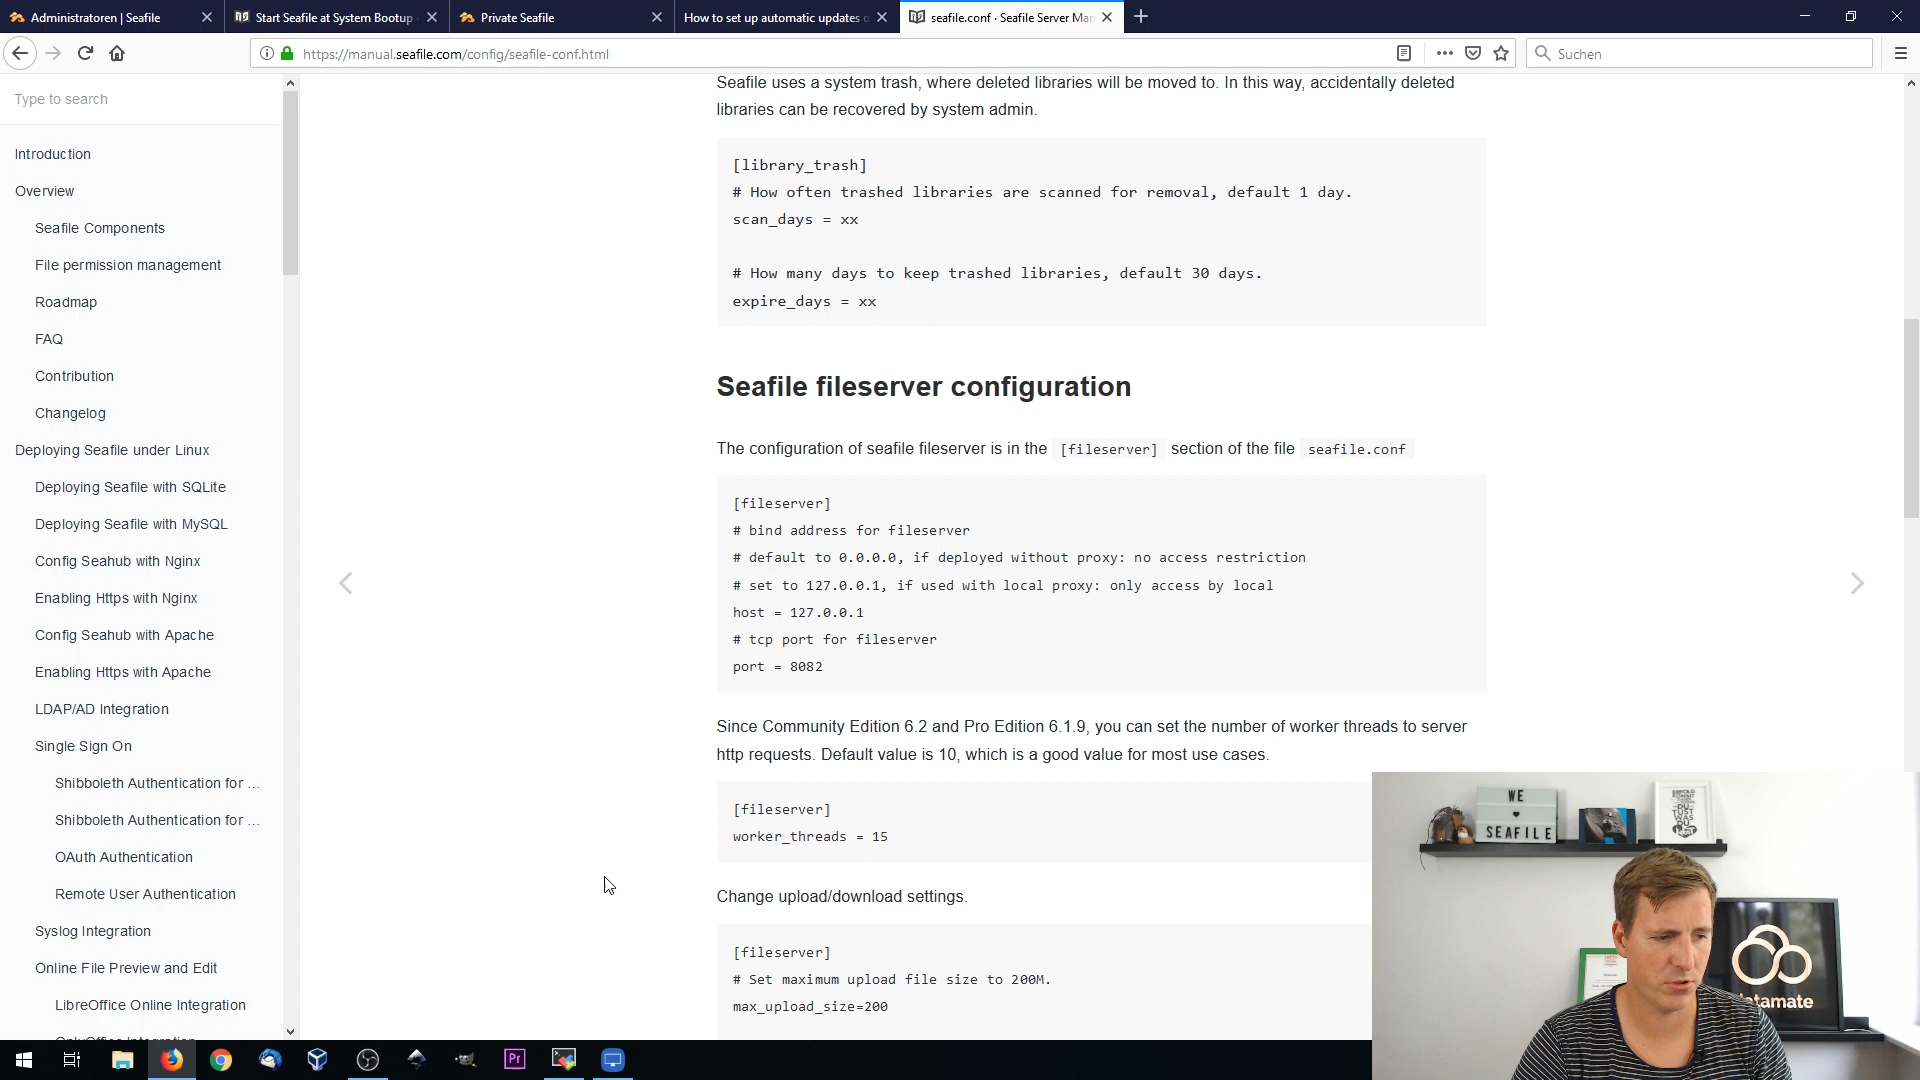 Administratoren | Seafile
Start Seafile at System Bootup
Private Seafile
How to set up automatic updates o
seafile.conf · Seafile Server Man
https://manual.seafile.com/config/seafile-conf.html
Suchen
Type to search
Introduction
Overview
Seafile Components
File permission management
Roadmap
FAQ
Contribution
Changelog
Deploying Seafile under Linux
Deploying Seafile with SQLite
Deploying Seafile with MySQL
Config Seahub with Nginx
Enabling Https with Nginx
Config Seahub with Apache
Enabling Https with Apache
LDAP/AD Integration
Single Sign On
Shibboleth Authentication for ...
Shibboleth Authentication for ...
OAuth Authentication
Remote User Authentication
Syslog Integration
Online File Preview and Edit
LibreOffice Online Integration
OnlyOffice Integration
Seafile uses a system trash, where deleted libraries will be moved to. In this way, accidentally deleted
libraries can be recovered by system admin.
[library_trash]
# How often trashed libraries are scanned for removal, default 1 day.
scan_days = xx
# How many days to keep trashed libraries, default 30 days.
expire_days = xx
Seafile fileserver configuration
The configuration of seafile fileserver is in the [fileserver] section of the file seafile.conf
[fileserver]
# bind address for fileserver
# default to 0.0.0.0, if deployed without proxy: no access restriction
# set to 127.0.0.1, if used with local proxy: only access by local
host = 127.0.0.1
# tcp port for fileserver
port = 8082
Since Community Edition 6.2 and Pro Edition 6.1.9, you can set the number of worker threads to server
http requests. Default value is 10, which is a good value for most use cases.
[fileserver]
worker_threads = 15
Change upload/download settings.
[fileserver]
# Set maximum upload file size to 200M.
max_upload_size=200
Pr
WE
♥
SEAFILE
ERFOLG
KOMMT
DU
TUST
WAS
DU
datamate